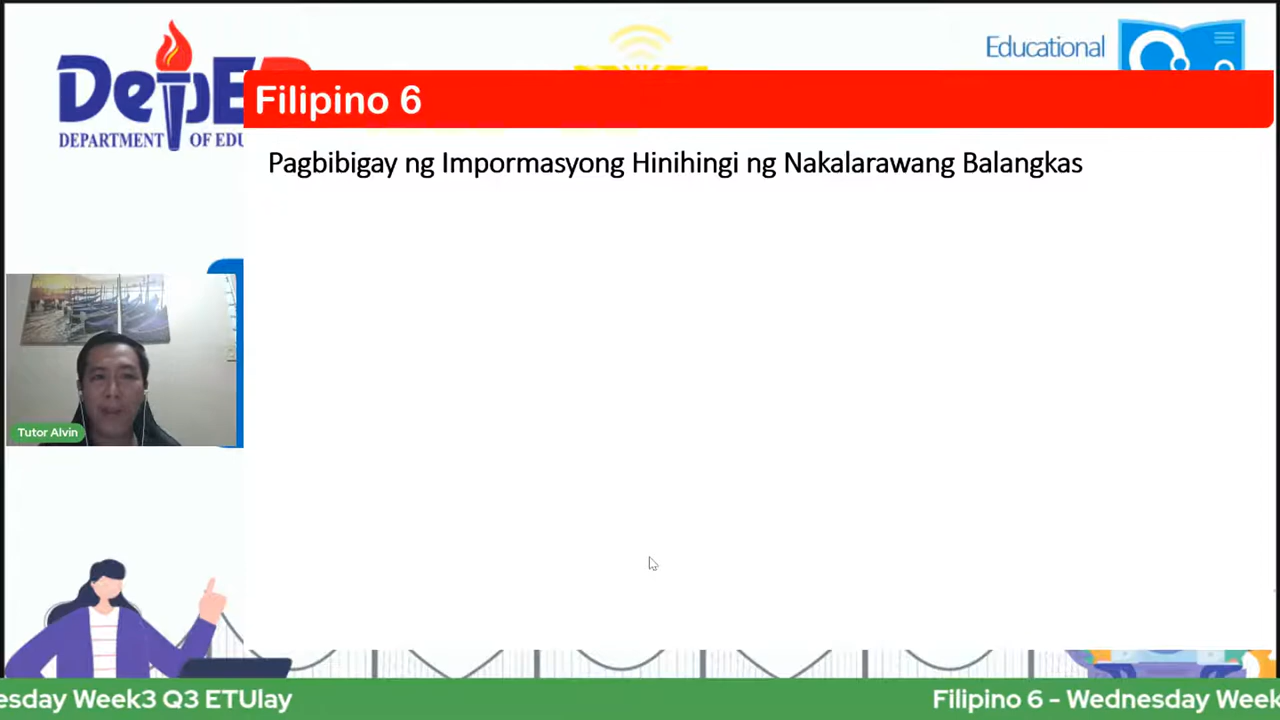 Educational
DepE
DEPARTMENT OF EDU
Filipino 6
Pagbibigay ng Impormasyong Hinihingi ng Nakalarawang Balangkas
Tutor Alvin
esday Week3 Q3 ETUlay
Filipino 6 - Wednesday Week